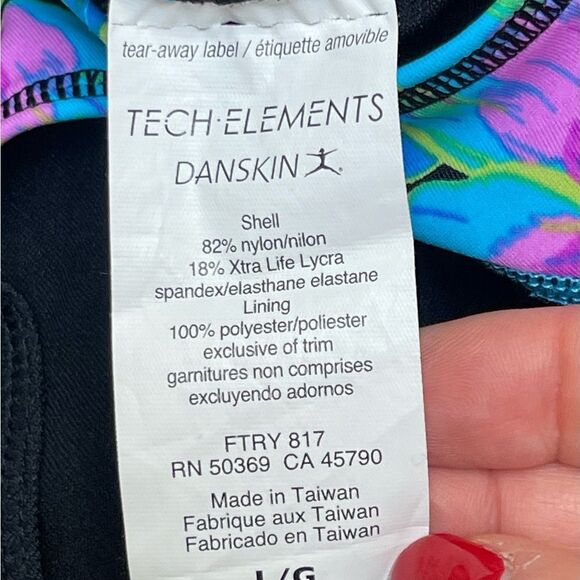 tear-away label / étiquette amovible
TECH·ELEMENTS
DANSKIN®
Shell
82% nylon/nilon
18% Xtra Life Lycra
spandex/elasthane elastane
Lining
100% polyester/poliester
exclusive of trim
garnitures non comprises
excluyendo adornos
FTRY 817
RN 50369 CA 45790
Made in Taiwan
Fabrique aux Taiwan
Fabricado en Taiwan
L/G